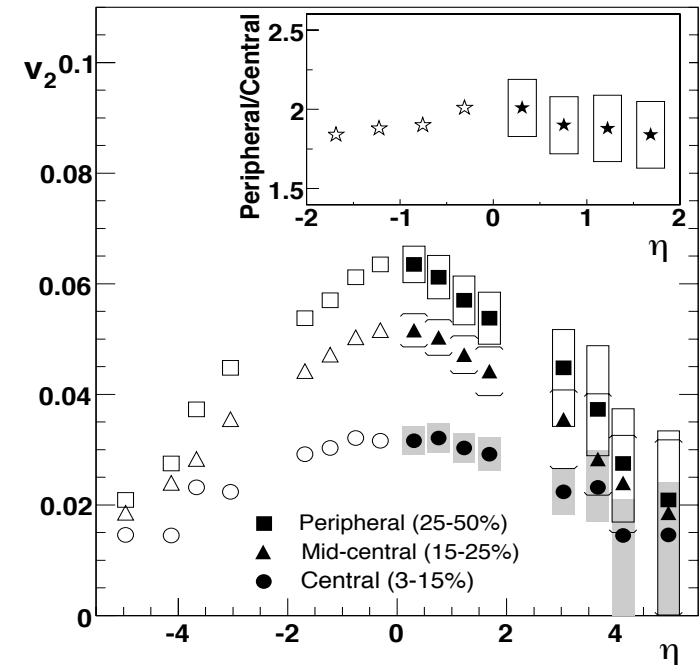 v2 0.1
0.08
0.06
0.04
0.02
0
-4 -2 0 2 4
η
Peripheral/Central
2.5
2
1.5
-2 -1 0 1 2
η
Peripheral (25-50%)
Mid-central (15-25%)
Central (3-15%)